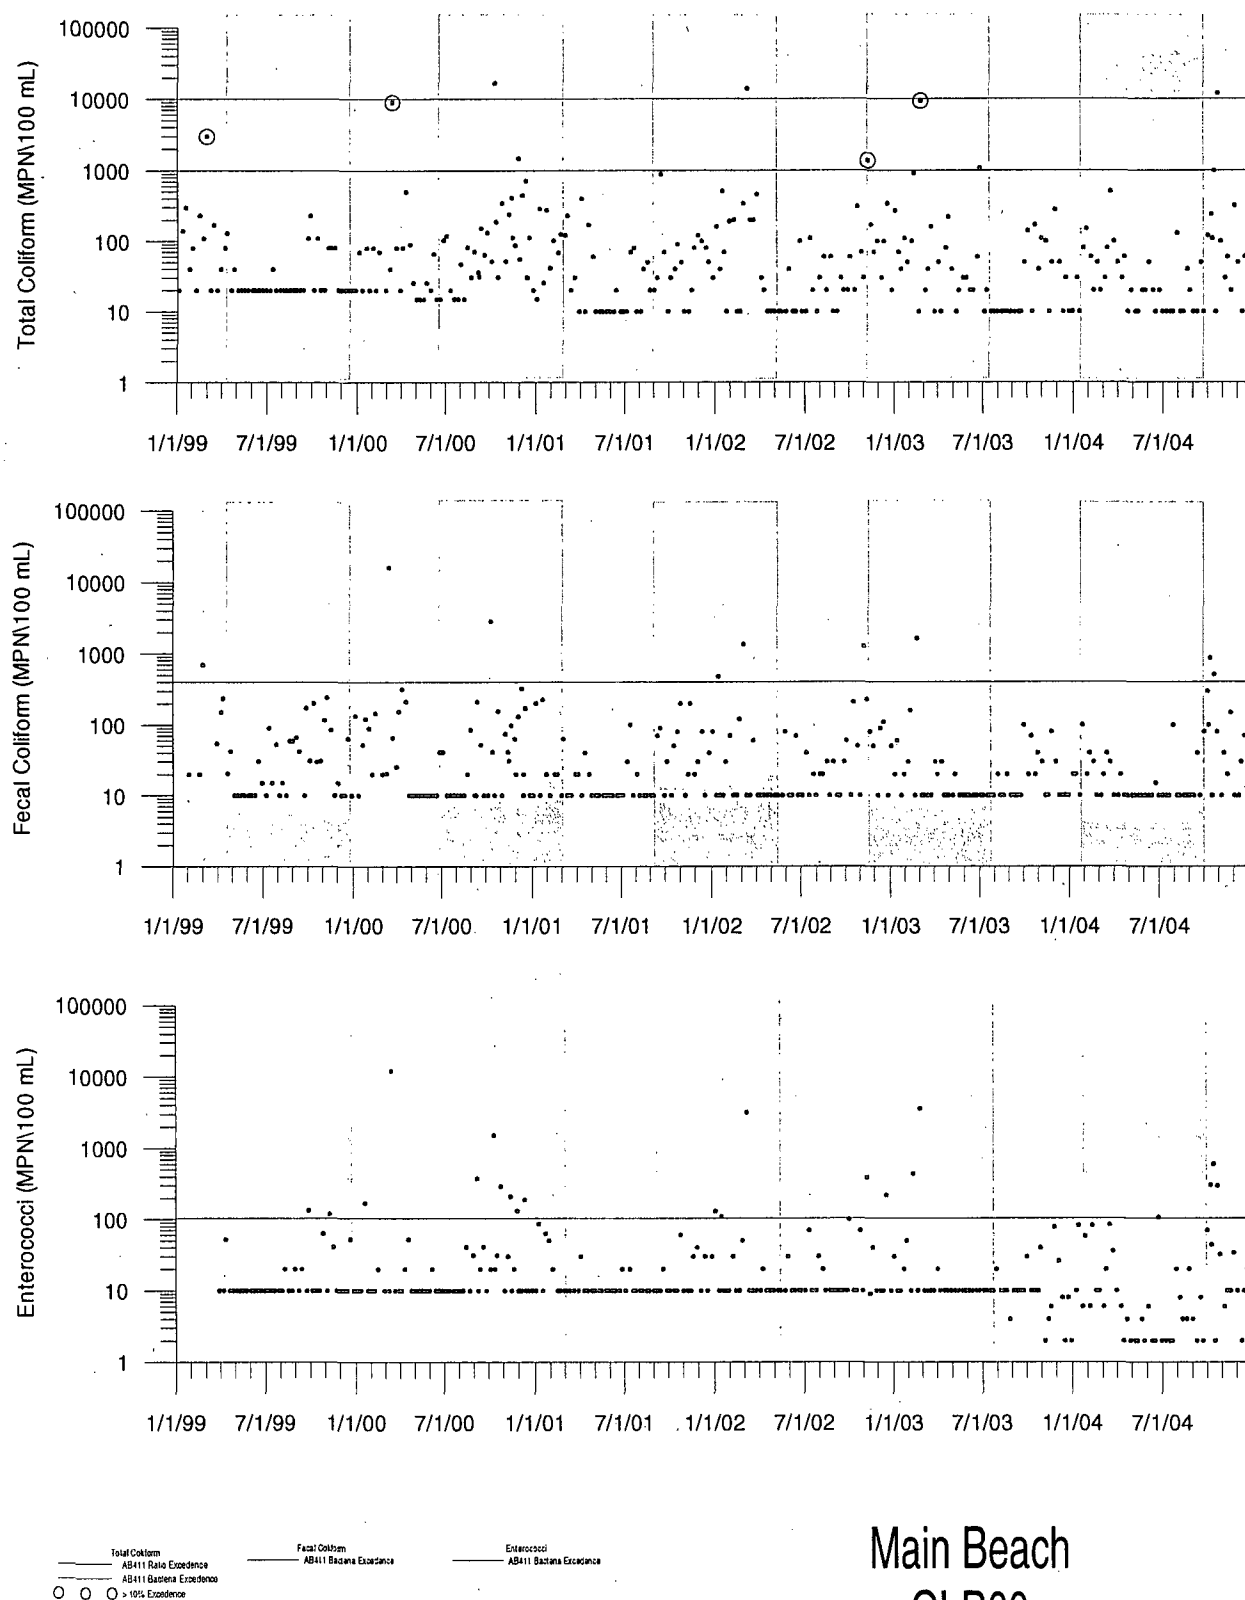 Total Coliform (MPN\100 mL)
100000
10000
1000
100
10
1
1/1/99 7/1/99 1/1/00 7/1/00 1/1/01 7/1/01 1/1/02 7/1/02 1/1/03 7/1/03 1/1/04 7/1/04
Fecal Coliform (MPN\100 mL)
100000
10000
1000
100
10
1
1/1/99 7/1/99 1/1/00 7/1/00 1/1/01 7/1/01 1/1/02 7/1/02 1/1/03 7/1/03 1/1/04 7/1/04
Enterococci (MPN\100 mL)
100000
10000
1000
100
10
1
1/1/99 7/1/99 1/1/00 7/1/00 1/1/01 7/1/01 1/1/02 7/1/02 1/1/03 7/1/03 1/1/04 7/1/04
Total Coliform
AB411 Ratio Excedence
AB411 Bacteria Excedence
> 10% Excedence
Fecal Coliform
AB411 Bacteria Excedance
Enterococci
AB411 Bacteria Excedance
Main Beach